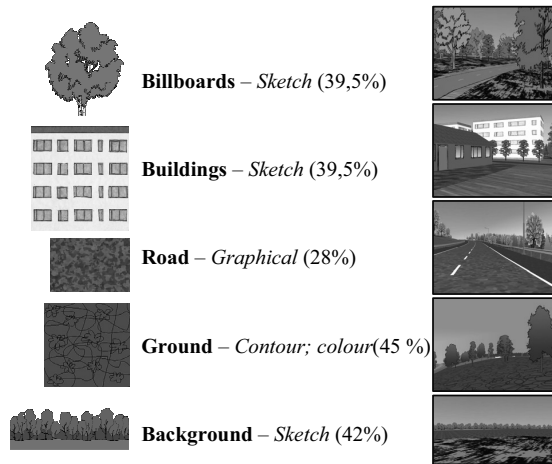 Billboards – Sketch (39,5%)
Buildings – Sketch (39,5%)
Road – Graphical (28%)
Ground – Contour; colour(45 %)
Background – Sketch (42%)